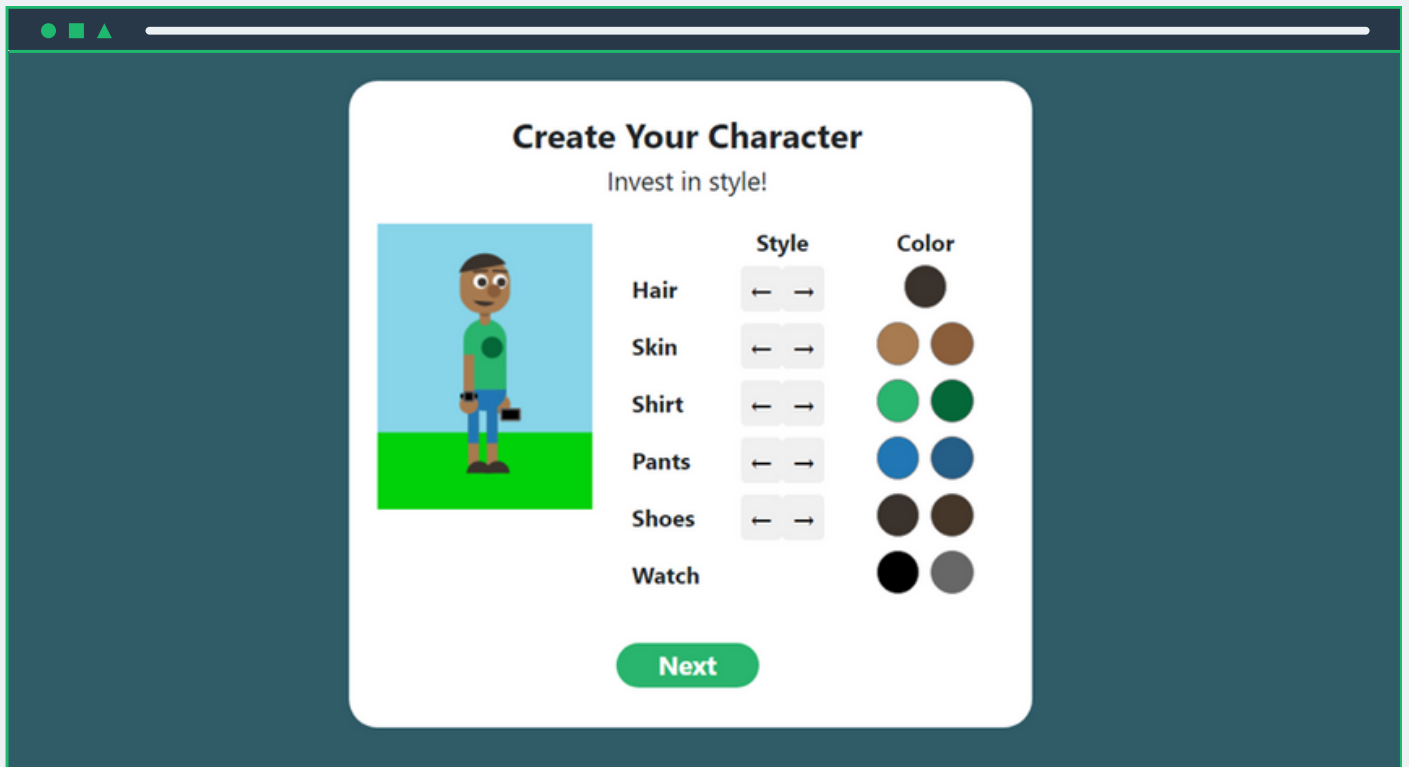 Create Your Character
Invest in style!
Style Color
Hair ← →
Skin ← →
Shirt ← →
Pants ← →
Shoes ← →
Watch
Next